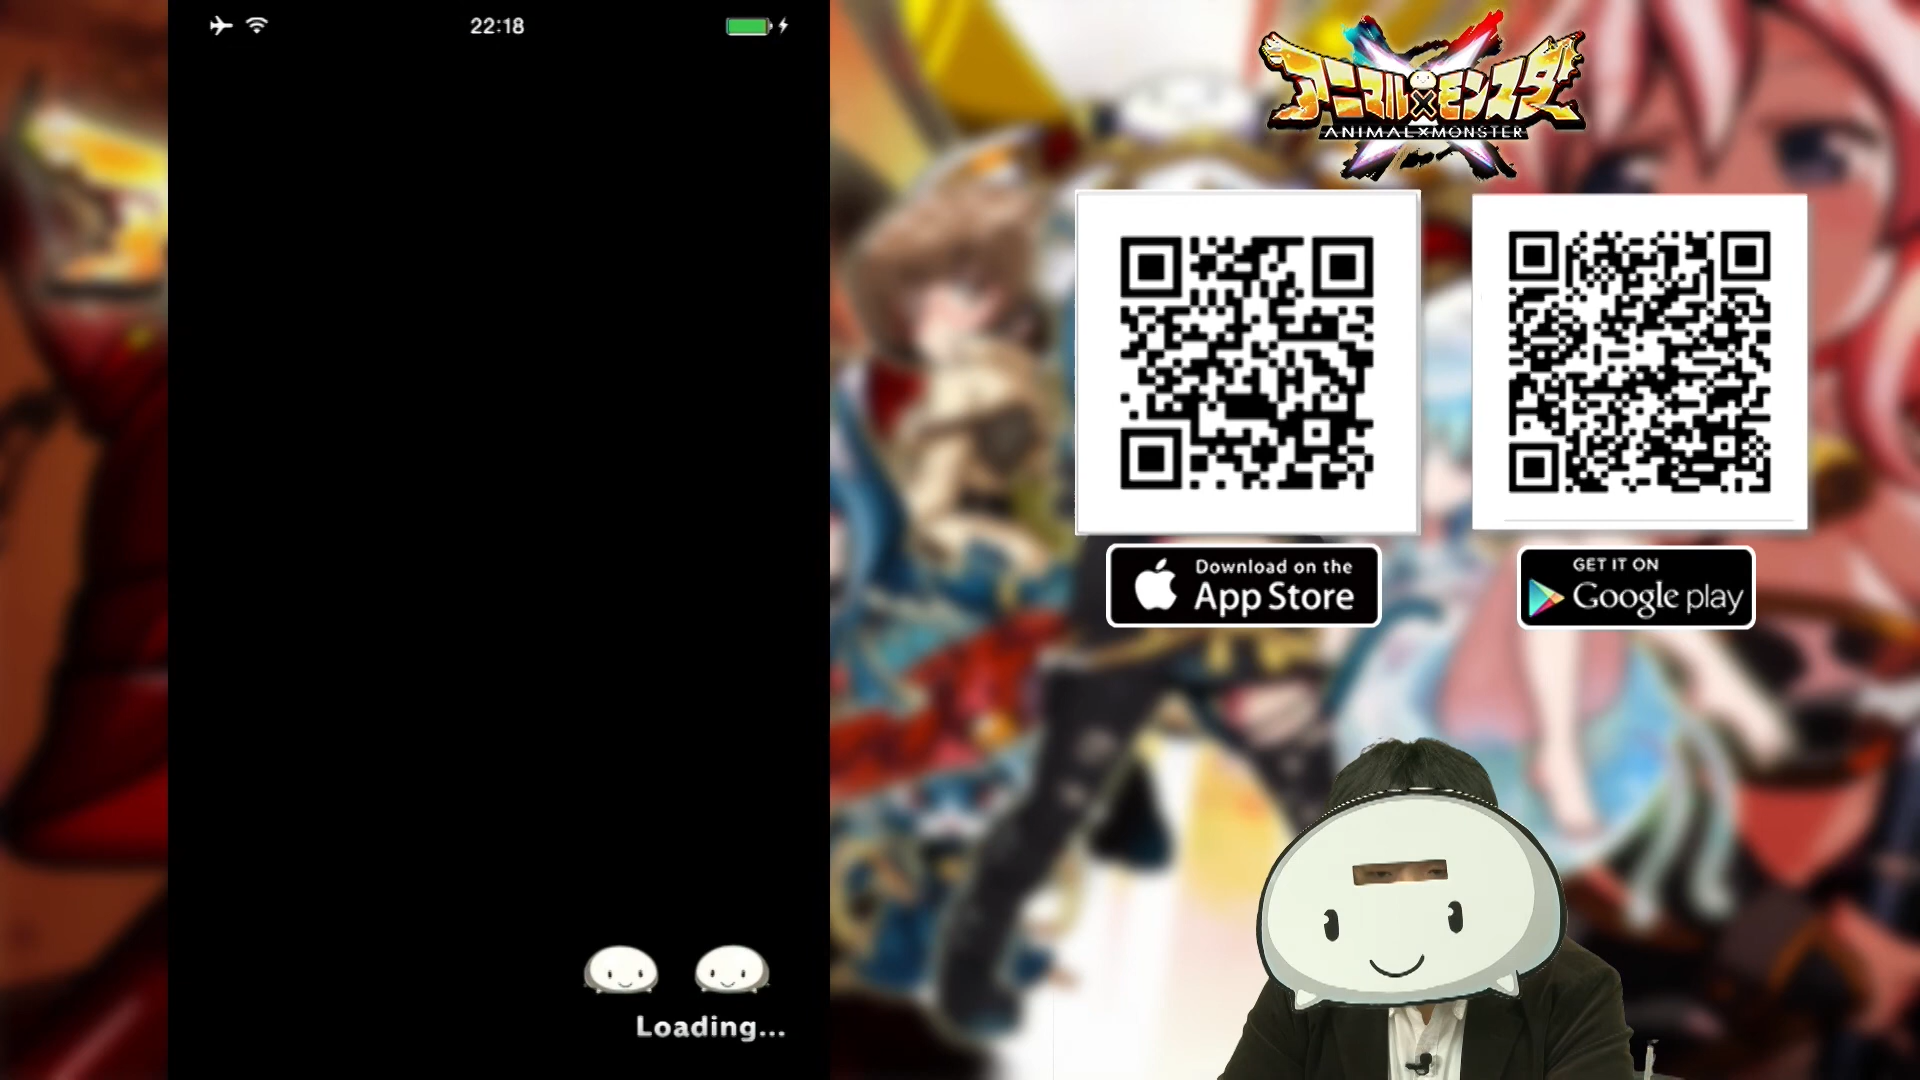 22:18
Loading...
アニマル×モンスター
ANIMAL×MONSTER
Download on the
App Store
GET IT ON
Google play